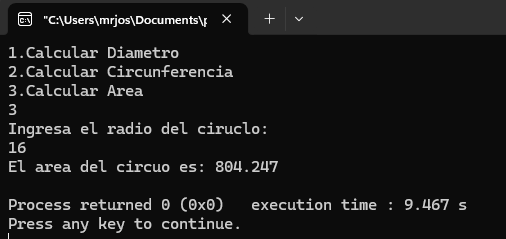 "C:\Users\mrjos\Documents\p
1.Calcular Diametro
2.Calcular Circunferencia
3.Calcular Area
3
Ingresa el radio del ciruclo:
16
El area del circuo es: 804.247
Process returned 0 (0x0)   execution time : 9.467 s
Press any key to continue.